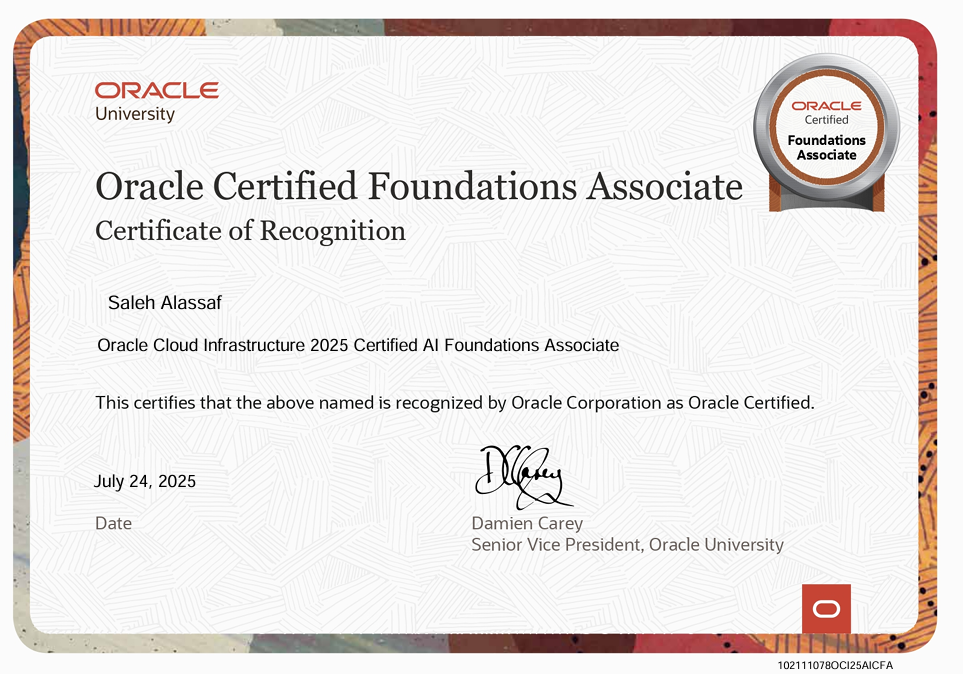 ORACLE
University
ORACLE
Certified
Foundations
Associate
Oracle Certified Foundations Associate
Certificate of Recognition
Saleh Alassaf
Oracle Cloud Infrastructure 2025 Certified AI Foundations Associate
This certifies that the above named is recognized by Oracle Corporation as Oracle Certified.
July 24, 2025
Date
DCarey
Damien Carey
Senior Vice President, Oracle University
102111078OCI25AICFA